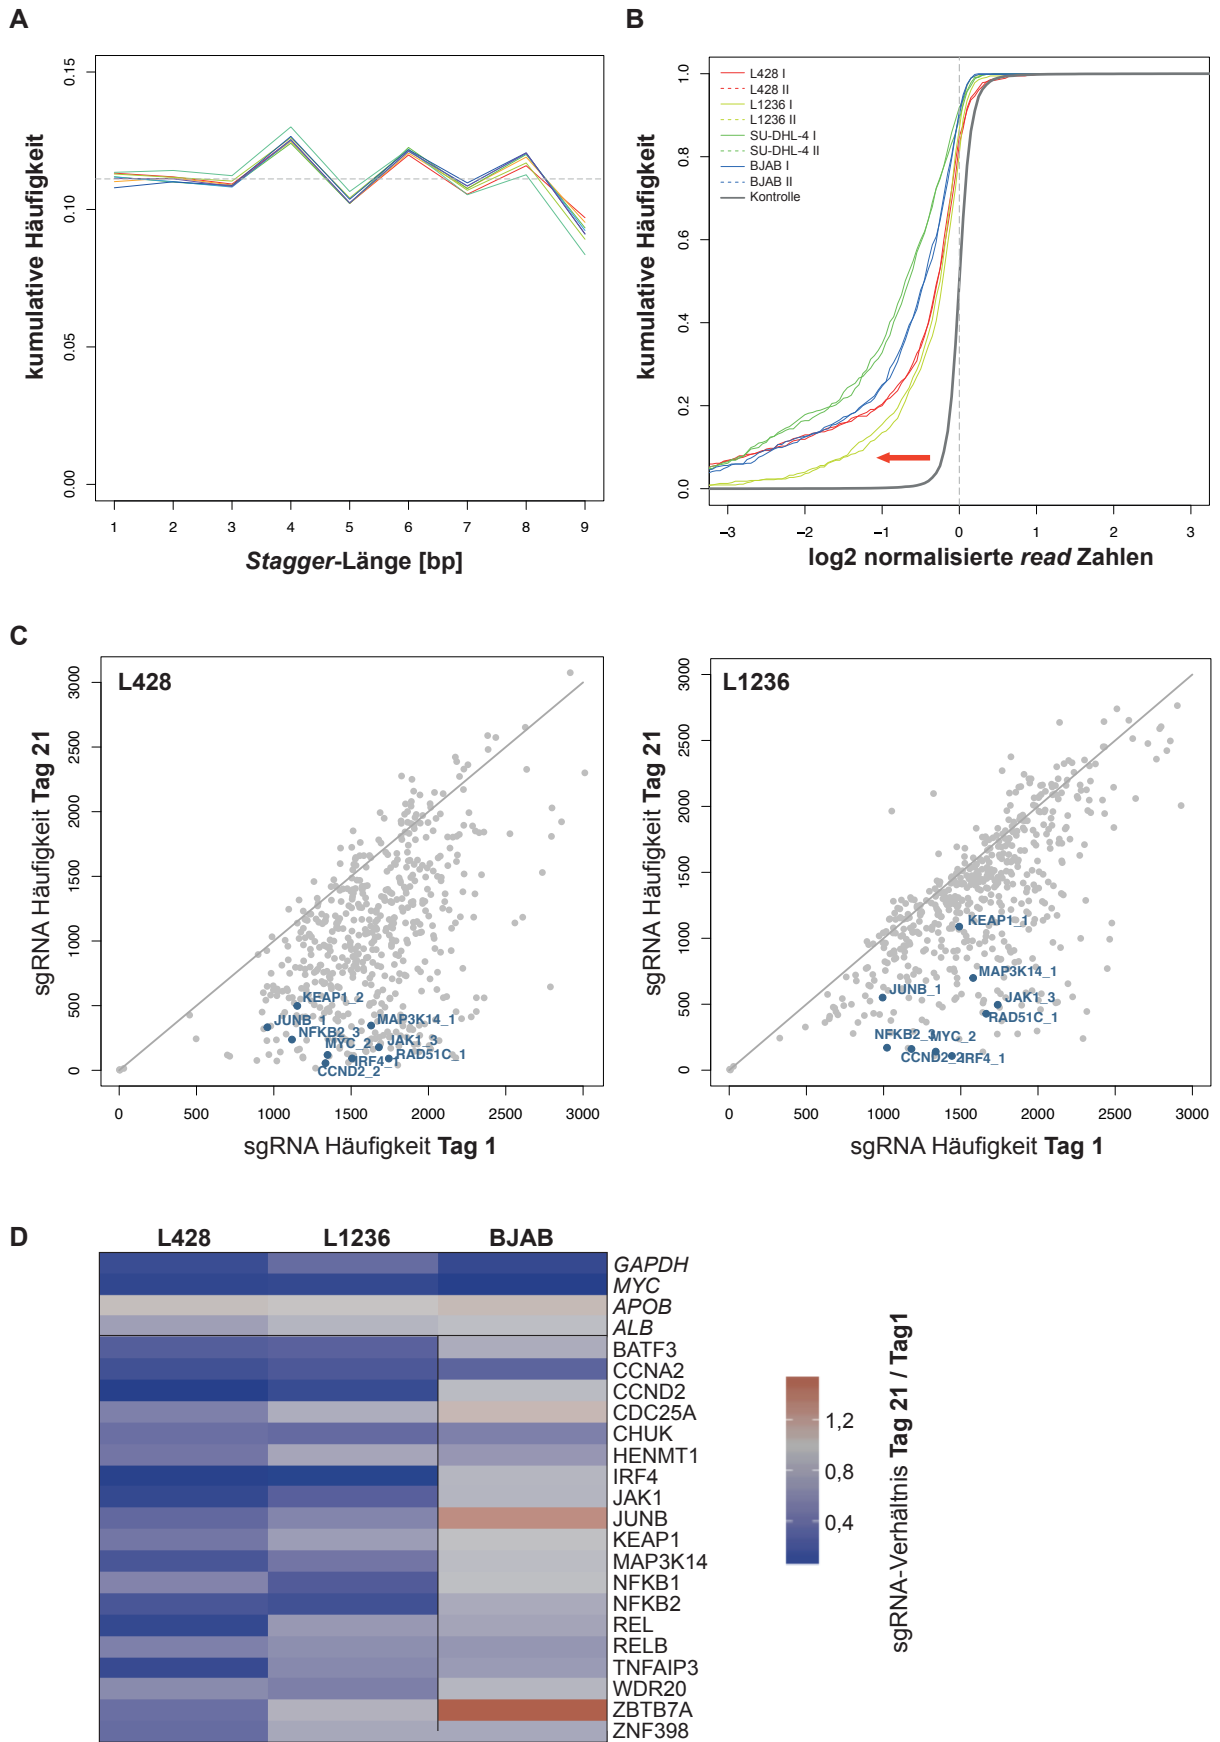 A
kumulative Häufigkeit
0.15
0.10
0.05
0.00
1 2 3 4 5 6 7 8 9
Stagger-Länge [bp]
B
kumulative Häufigkeit
1.0
0.8
0.6
0.4
0.2
0.0
L428 I
L428 II
L1236 I
L1236 II
SU-DHL-4 I
SU-DHL-4 II
BJAB I
BJAB II
Kontrolle
−3 −2 −1 0 1 2 3
log2 normalisierte read Zahlen
C
L428
sgRNA Häufigkeit Tag 21
3000
2500
2000
1000
1500
1000
500
0
KEAP1_2
JUNB_1
NFKB2_3
MAP3K14_1
MYC_2
JAK1_3
IRF4_1
RAD51C_1
CCND2_2
0 500 1000 1500 2000 2500 3000
sgRNA Häufigkeit Tag 1
L1236
sgRNA Häufigkeit Tag 21
3000
2500
2000
1000
1500
1000
500
0
KEAP1_1
MAP3K14_1
JUNB_1
JAK1_3
RAD51C_1
NFKB2_3
MYC_2
CCND2_2
IRF4_1
0 500 1000 1500 2000 2500 3000
sgRNA Häufigkeit Tag 1
D
L428 L1236 BJAB
GAPDH
MYC
APOB
ALB
BATF3
CCNA2
CCND2
CDC25A
CHUK
HENMT1
IRF4
JAK1
JUNB
KEAP1
MAP3K14
NFKB1
NFKB2
REL
RELB
TNFAIP3
WDR20
ZBTB7A
ZNF398
1,2
0,8
0,4
sgRNA-Verhältnis Tag 21 / Tag1